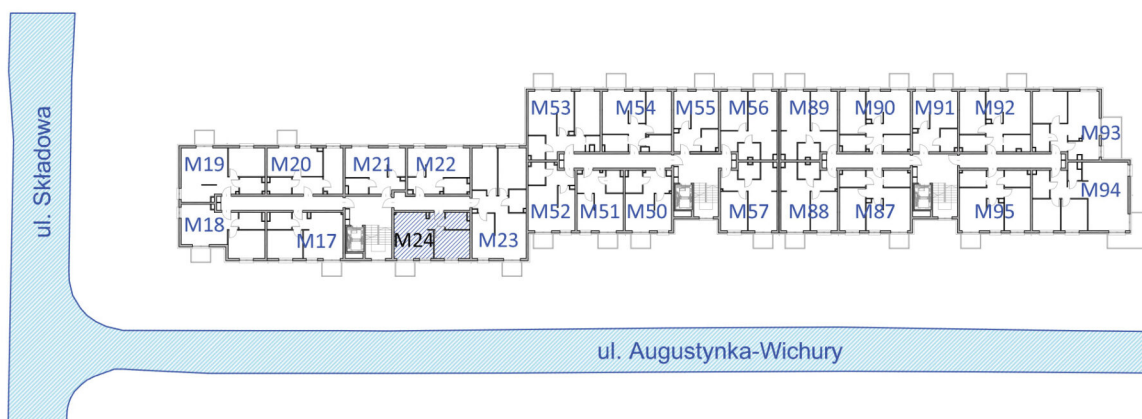 ul. Składowa
M53 M54 M55 M56 M89 M90 M91 M92 M93
M19 M20 M21 M22
M52 M51 M50 M57 M88 M87 M95 M94
M18 M17 M24 M23
ul. Augustynka-Wichury